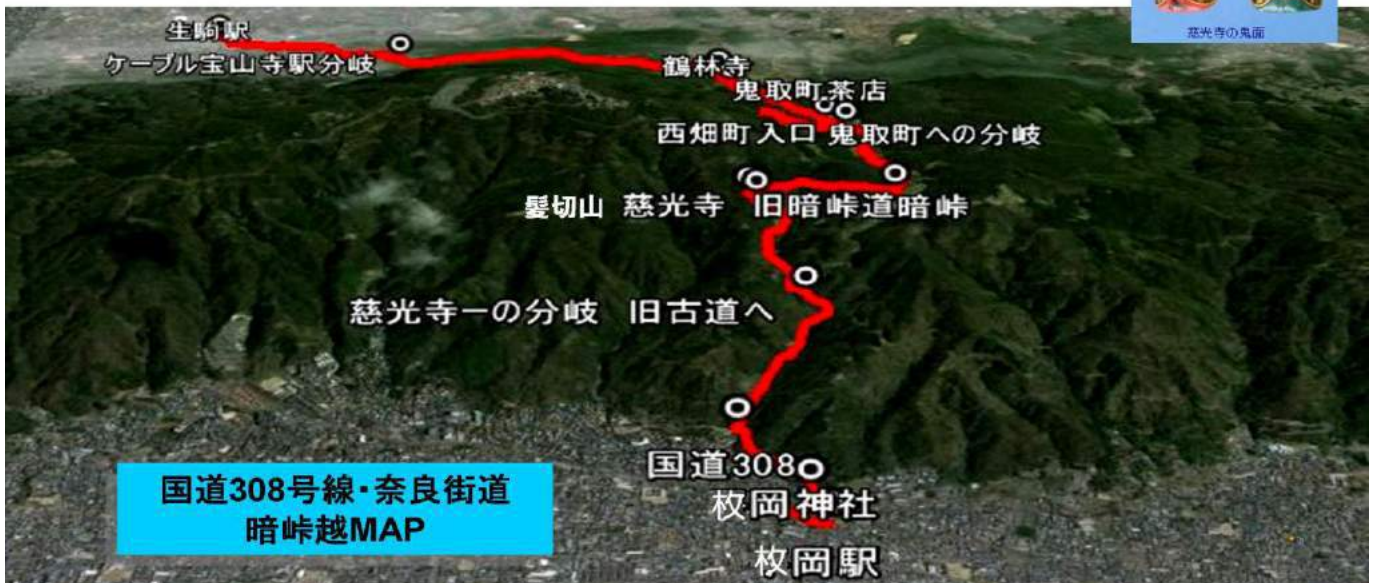 慈光寺の鬼面
生駒駅
ケーブル宝山寺駅分岐
鶴林寺
鬼取町茶店
西畑町入口 鬼取町への分岐
髪切山 慈光寺 旧暗峠道暗峠
慈光寺一の分岐 旧古道へ
国道308
枚岡神社
枚岡駅
国道308号線・奈良街道
暗峠越MAP